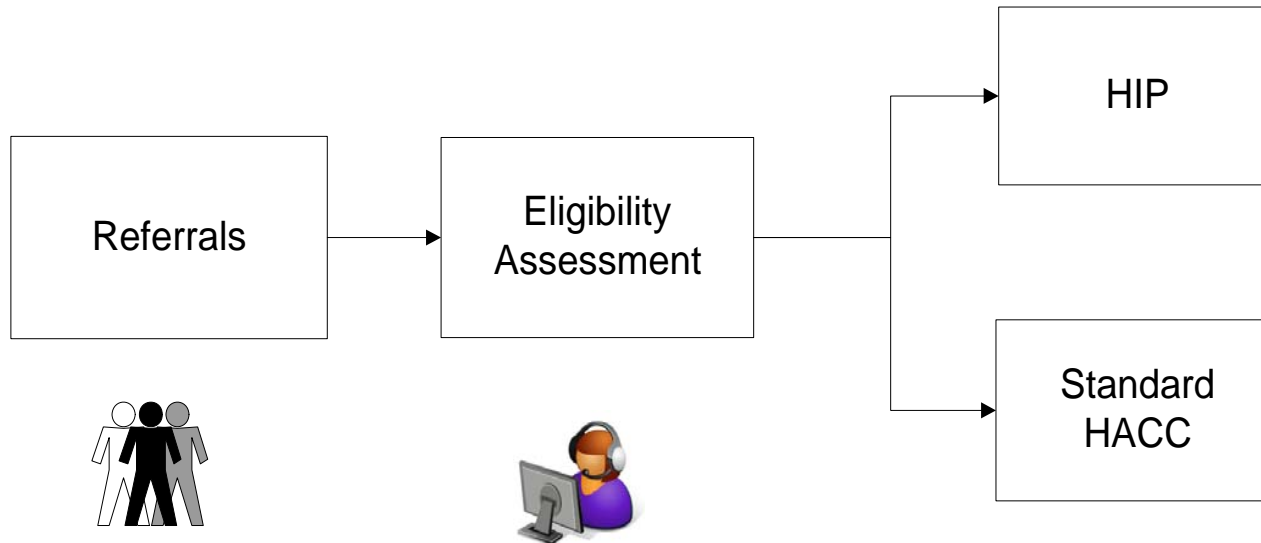 Referrals
Eligibility
Assessment
HIP
Standard
HACC